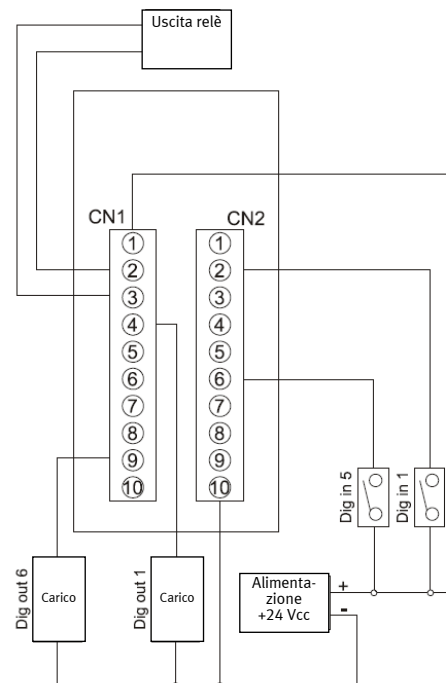 Uscita relè
CN1
CN2
1
2
3
4
5
6
7
8
9
10
1
2
3
4
5
6
7
8
9
10
Dig in 5
Dig in 1
Dig out 6
Carico
Dig out 1
Carico
Alimenta-
zione
+24 Vcc
+
-